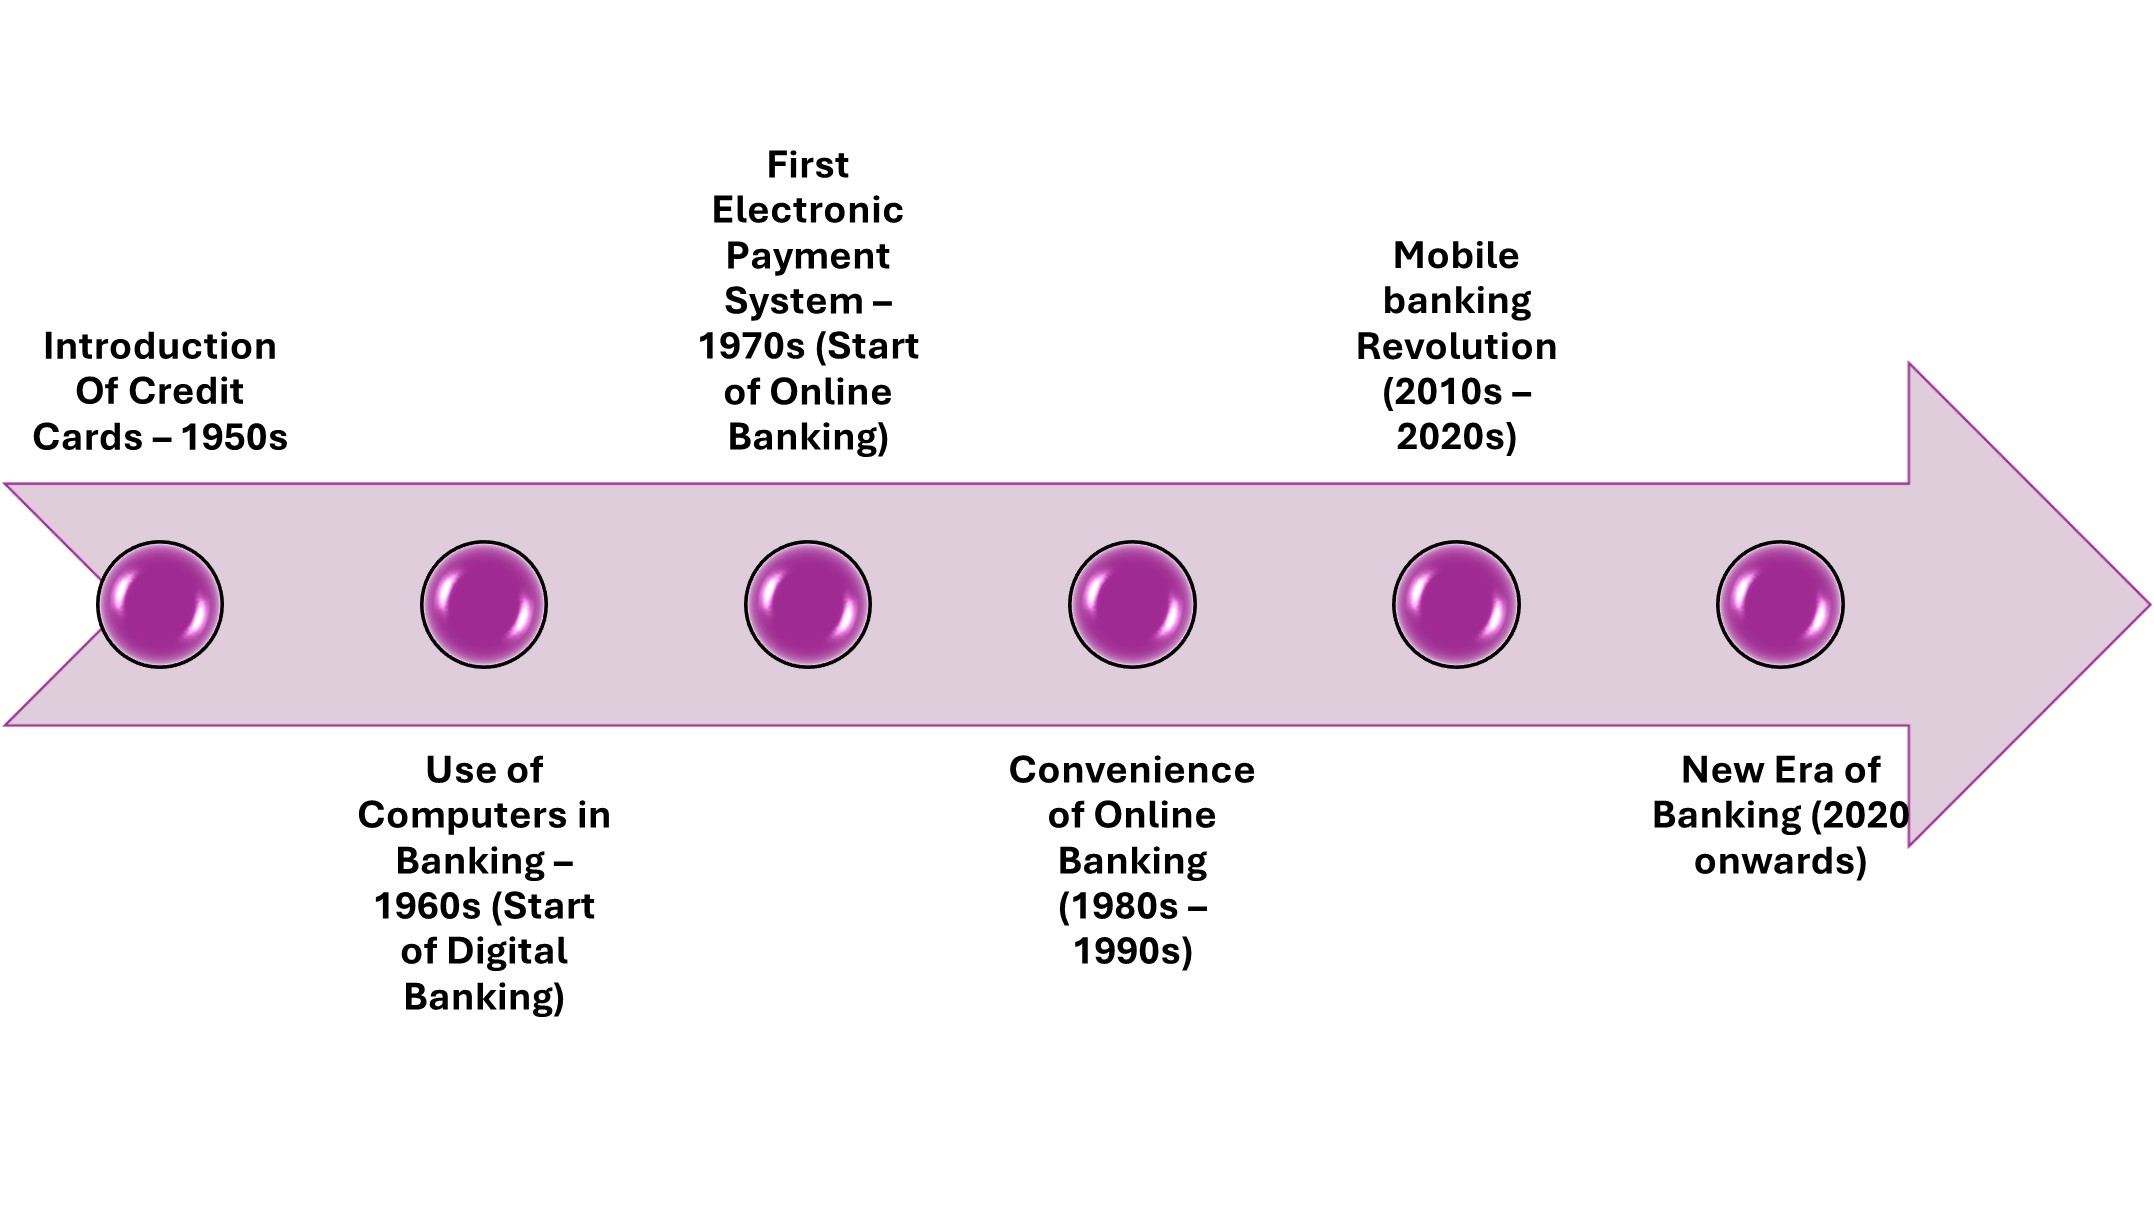 Introduction
Of Credit
Cards – 1950s
Use of
Computers in
Banking –
1960s (Start
of Digital
Banking)
First
Electronic
Payment
System –
1970s (Start
of Online
Banking)
Convenience
of Online
Banking
(1980s –
1990s)
Mobile
banking
Revolution
(2010s –
2020s)
New Era of
Banking (2020
onwards)